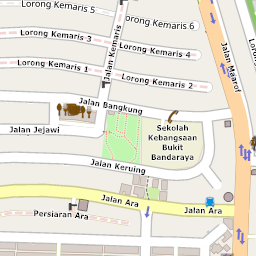 Lorong Kemaris 5
Lorong Kemaris 6
Lorong Kemaris 3
Lorong Kemaris 4
Jalan Kemaris
Jalan Maarof
Lorong Kemaris 1
Lorong Kemaris 2
Jalan Bangkung
Jalan Jejawi
Sekolah
Kebangsaan
Bukit
Bandaraya
Jalan Keruing
Jalan Ara
Jalan Ara
Persiaran Ara